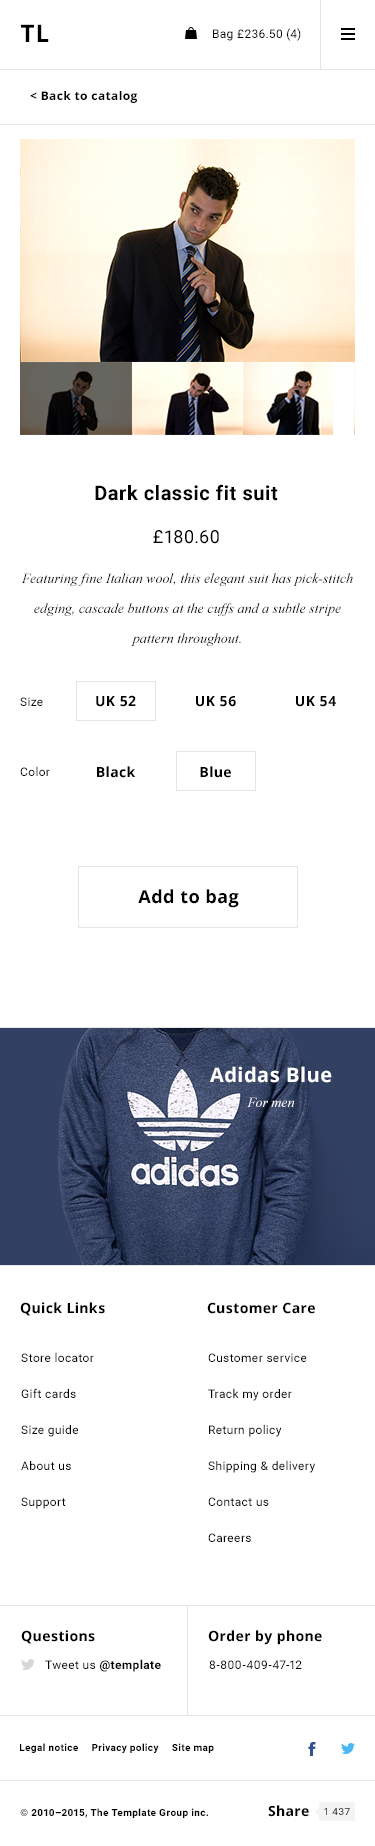 TL
Bag £236.50 (4)
< Back to catalog
Dark classic fit suit
£180.60
Featuring fine Italian wool, this elegant suit has pick-stitch
edging, cascade buttons at the cuffs and a subtle stripe
pattern throughout.
Size UK 52 UK 56 UK 54
Color Black Blue
Add to bag
Adidas Blue
For men
adidas
Quick Links
Store locator
Gift cards
Size guide
About us
Support
Customer Care
Customer service
Track my order
Return policy
Shipping & delivery
Contact us
Careers
Questions
Tweet us @template
Order by phone
8-800-409-47-12
Legal notice Privacy policy Site map
© 2010–2015, The Template Group inc.
Share 1 437